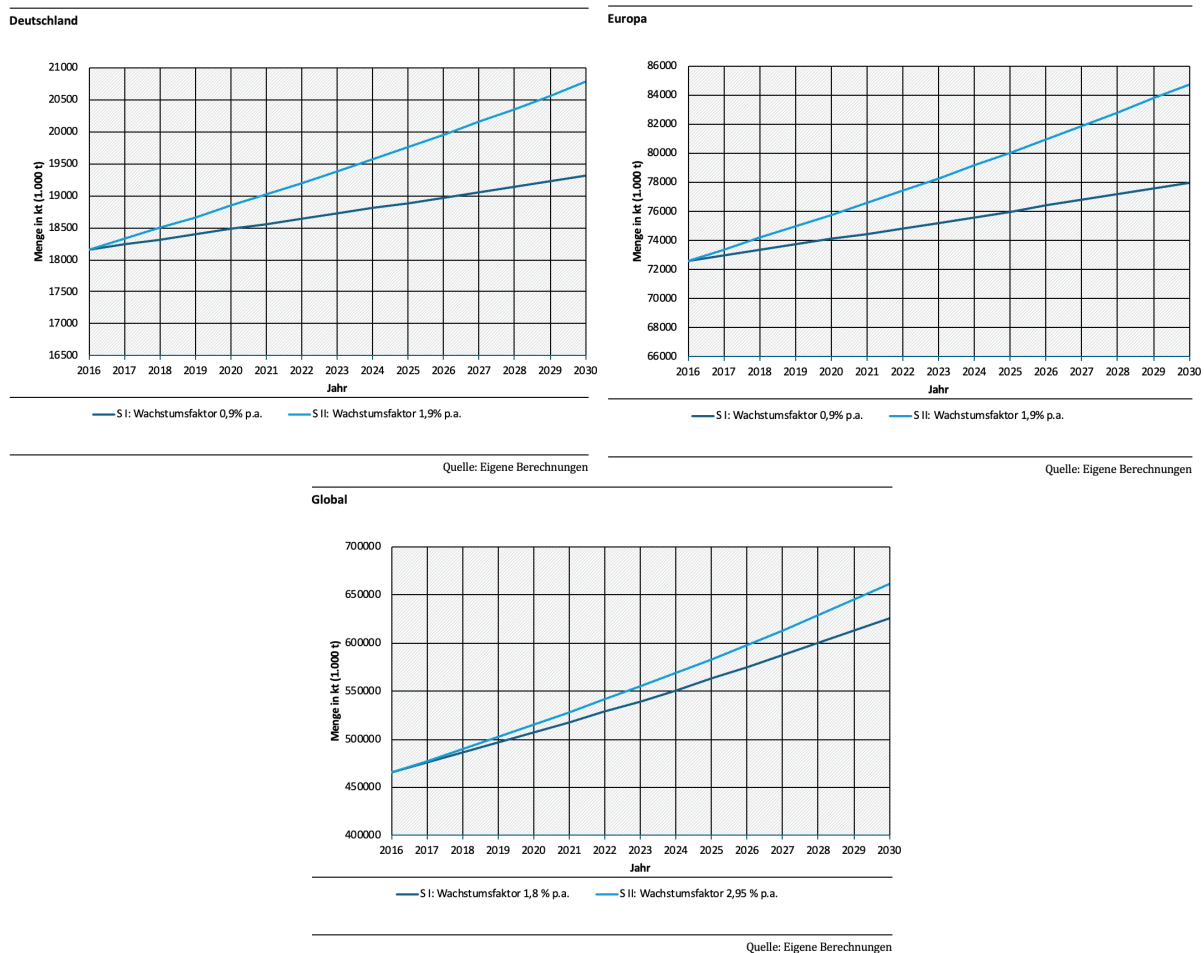 Deutschland
21000
20500
20000
19500
19000
18500
18000
17500
17000
16500
Menge in kt (1.000 t)
2016 2017 2018 2019 2020 2021 2022 2023 2024 2025 2026 2027 2028 2029 2030
Jahr
S I: Wachstumsfaktor 0,9% p.a. S II: Wachstumsfaktor 1,9% p.a.
Quelle: Eigene Berechnungen
Europa
86000
84000
82000
80000
78000
76000
74000
72000
70000
68000
66000
Menge in kt (1.000 t)
2016 2017 2018 2019 2020 2021 2022 2023 2024 2025 2026 2027 2028 2029 2030
Jahr
S I: Wachstumsfaktor 0,9% p.a. S II: Wachstumsfaktor 1,9% p.a.
Quelle: Eigene Berechnungen
Global
700000
650000
600000
550000
500000
450000
400000
Menge in kt (1.000 t)
2016 2017 2018 2019 2020 2021 2022 2023 2024 2025 2026 2027 2028 2029 2030
Jahr
S I: Wachstumsfaktor 1,8 % p.a. S II: Wachstumsfaktor 2,95 % p.a.
Quelle: Eigene Berechnungen